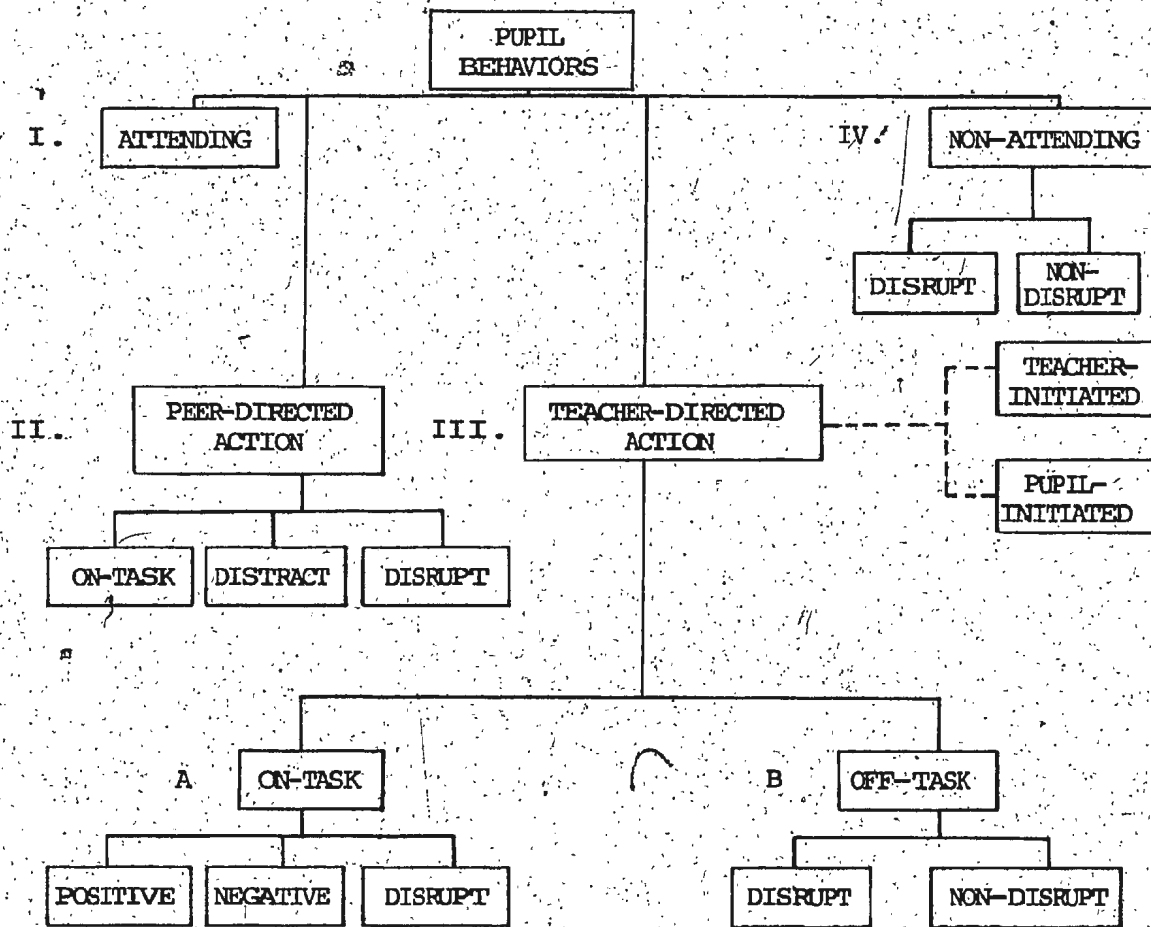 PUPIL
BEHAVIORS
I. ATTENDING
IV. NON-ATTENDING
DISRUPT
NON-
DISRUPT
TEACHER-
INITIATED
II. PEER-DIRECTED
ACTION
III. TEACHER-DIRECTED
ACTION
PUPIL-
INITIATED
ON-TASK DISTRACT DISRUPT
A ON-TASK
B OFF-TASK
POSITIVE NEGATIVE DISRUPT
DISRUPT NON-DISRUPT